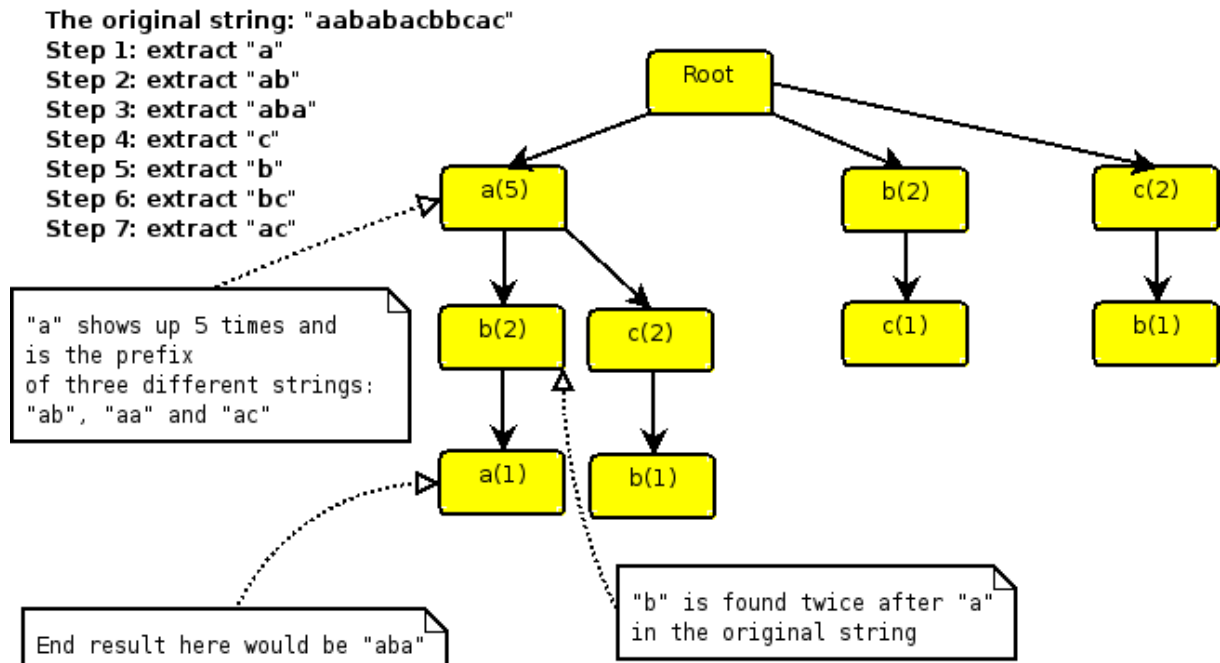 The original string: "aababacbbcac"
Step 1: extract "a"
Step 2: extract "ab"
Step 3: extract "aba"
Step 4: extract "c"
Step 5: extract "b"
Step 6: extract "bc"
Step 7: extract "ac"
Root
a(5)
b(2)
c(2)
b(2)
c(2)
c(1)
b(1)
a(1)
b(1)
"a" shows up 5 times and
is the prefix
of three different strings:
"ab", "aa" and "ac"
"b" is found twice after "a"
in the original string
End result here would be "aba"